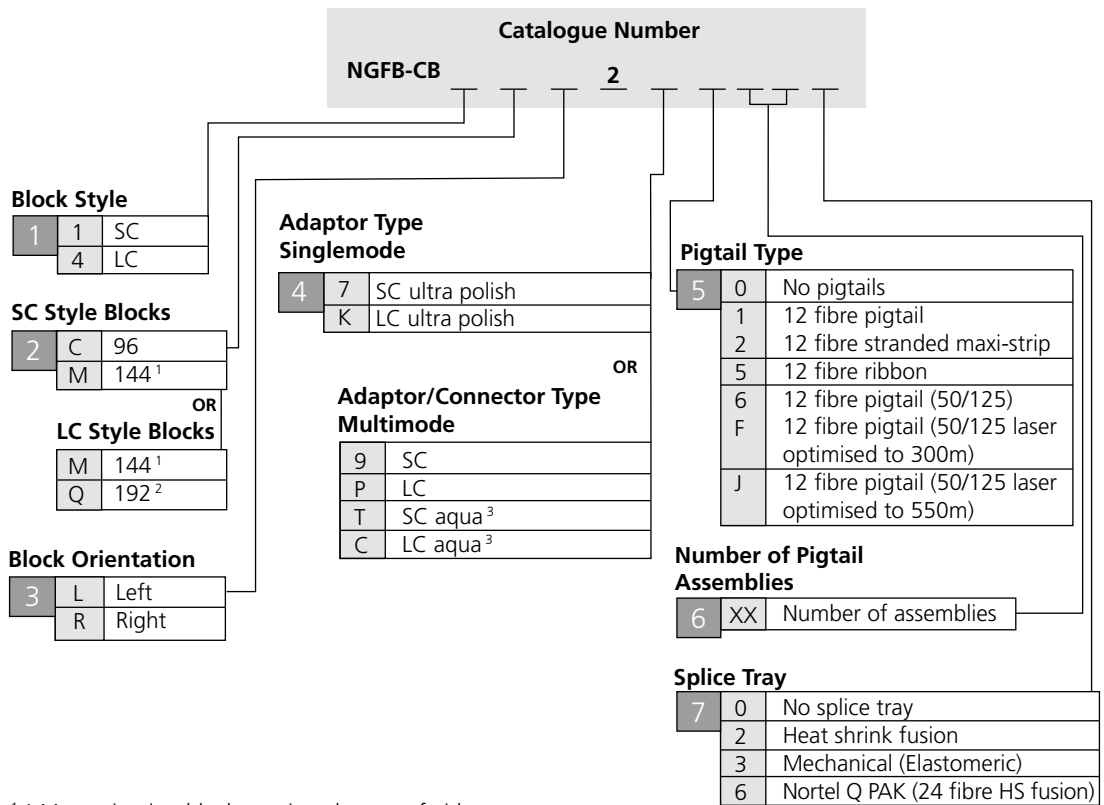 Catalogue Number
NGFB-CB 2
Block Style
1 1 SC
4 LC
SC Style Blocks
2 C 96
M 144 1
OR
LC Style Blocks
M 144 1
Q 192 2
Block Orientation
3 L Left
R Right
Adaptor Type
Singlemode
4 7 SC ultra polish
K LC ultra polish
OR
Adaptor/Connector Type
Multimode
9 SC
P LC
T SC aqua 3
C LC aqua 3
Pigtail Type
5 0 No pigtails
1 12 fibre pigtail
2 12 fibre stranded maxi-strip
5 12 fibre ribbon
6 12 fibre pigtail (50/125)
F 12 fibre pigtail (50/125 laser
optimised to 300m)
J 12 fibre pigtail (50/125 laser
optimised to 550m)
Number of Pigtail
Assemblies
6 XX Number of assemblies
Splice Tray
7 0 No splice tray
2 Heat shrink fusion
3 Mechanical (Elastomeric)
6 Nortel Q PAK (24 fibre HS fusion)